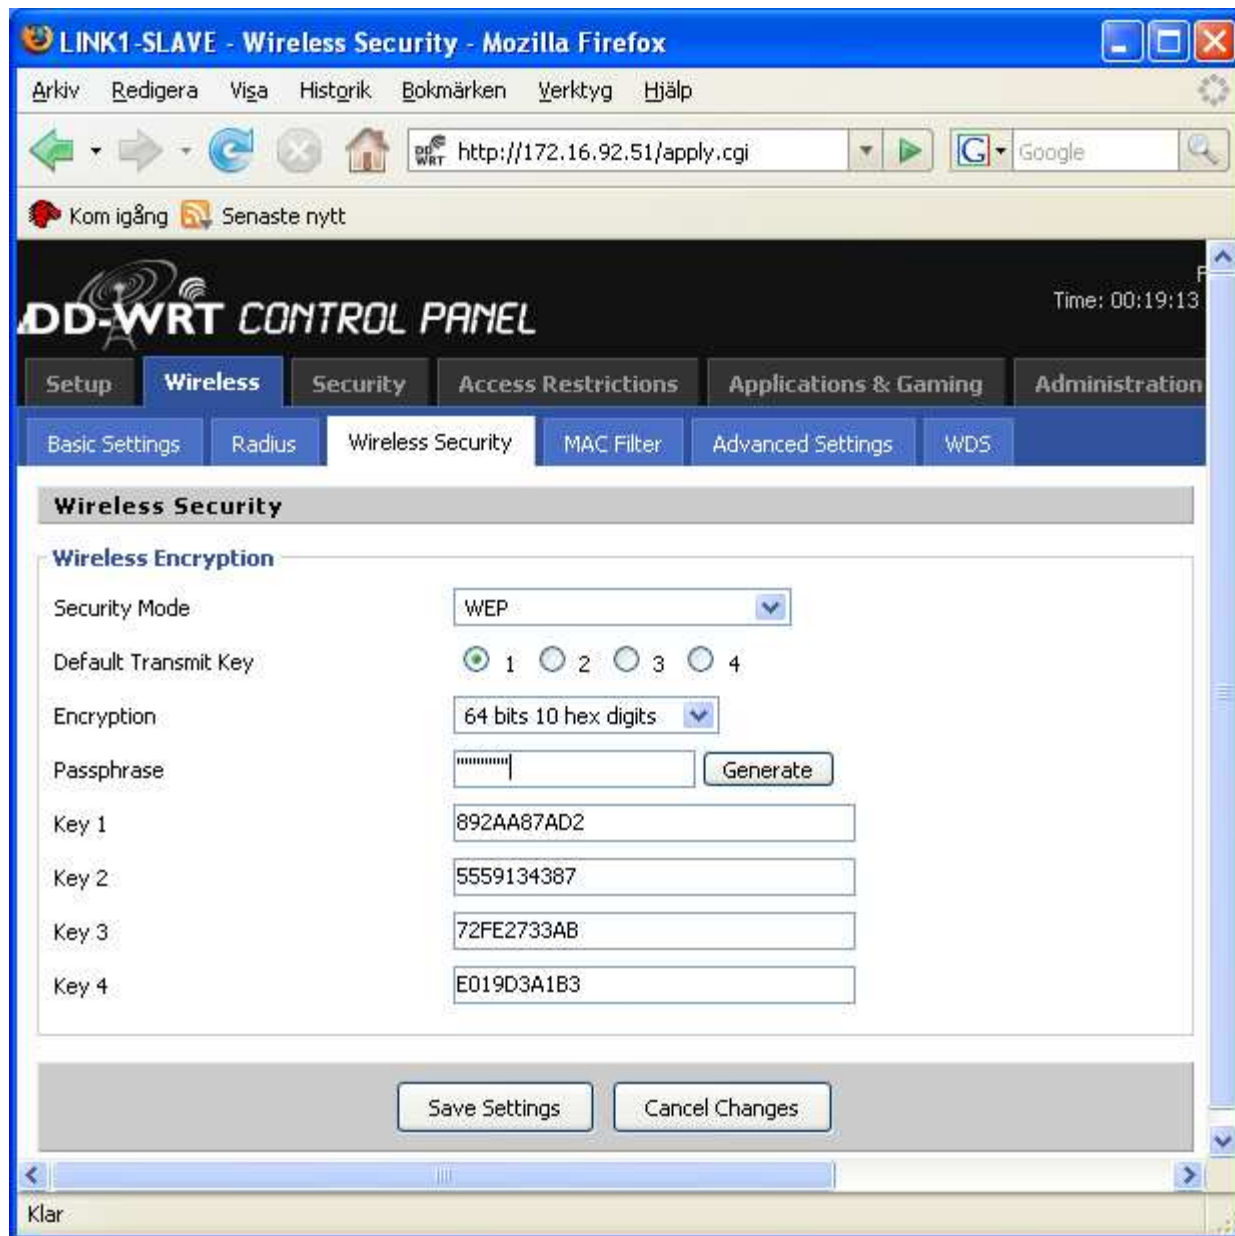 LINK1-SLAVE - Wireless Security - Mozilla Firefox
Arkiv Redigera Visa Historik Bokmärken Verktyg Hjälp
DD WRT http://172.16.92.51/apply.cgi G Google
Kom igång Senaste nytt
F
Time: 00:19:13
DD-WRT CONTROL PANEL
Setup Wireless Security Access Restrictions Applications & Gaming Administration
Basic Settings Radius Wireless Security MAC Filter Advanced Settings WDS
Wireless Security
Wireless Encryption
Security Mode WEP
Default Transmit Key 1 2 3 4
Encryption 64 bits 10 hex digits
Passphrase Generate
Key 1 892AA87AD2
Key 2 5559134387
Key 3 72FE2733AB
Key 4 E019D3A1B3
Save Settings Cancel Changes
Klar